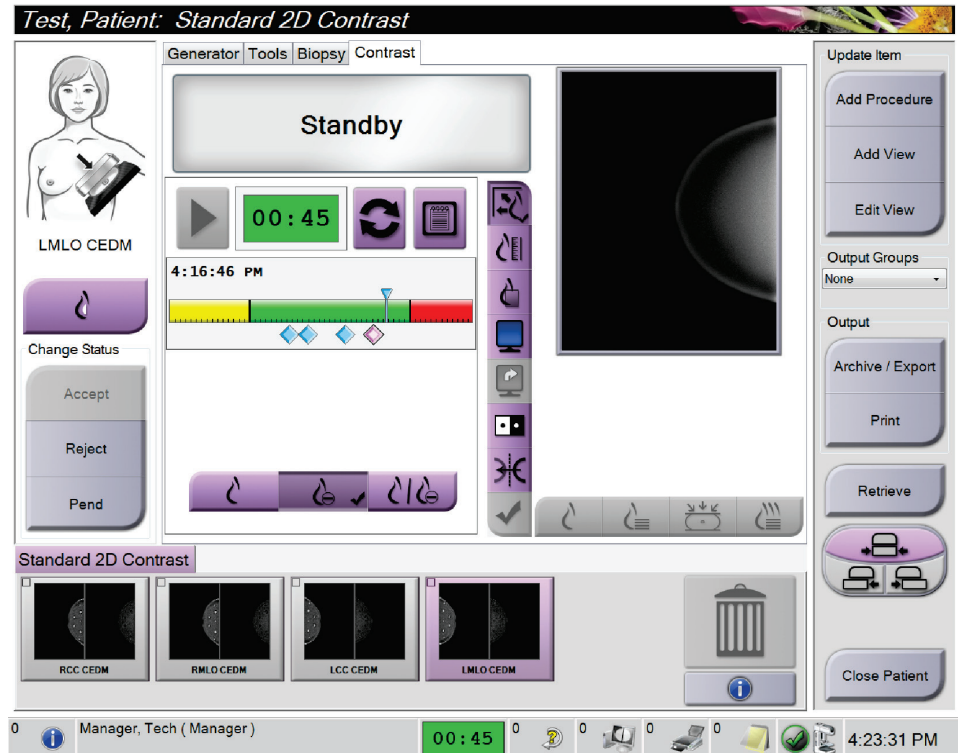 Test, Patient: Standard 2D Contrast
Generator Tools Biopsy Contrast
Standby
00:45
4:16:46 PM
LMLO CEDM
Change Status
Accept
Reject
Pend
Update Item
Add Procedure
Add View
Edit View
Output Groups
None
Output
Archive / Export
Print
Retrieve
Close Patient
Standard 2D Contrast
RCC CEDM
RMLO CEDM
LCC CEDM
LMLO CEDM
0 Manager, Tech ( Manager ) 00:45 0 0 0 0 4:23:31 PM